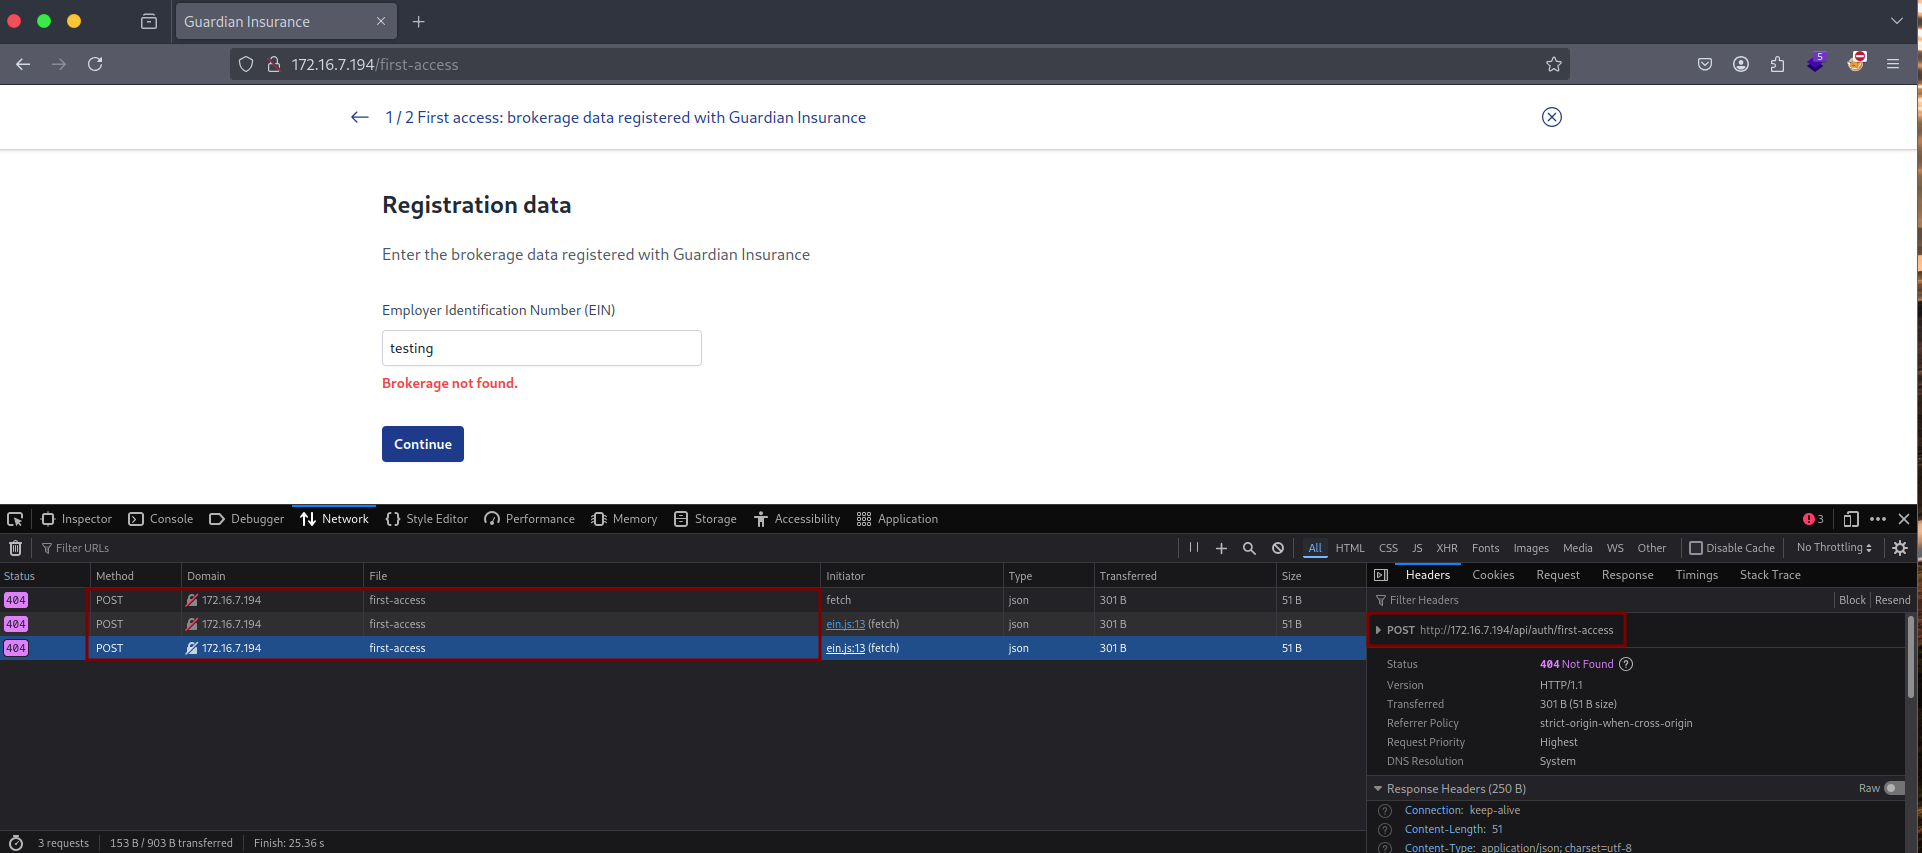 Guardian Insurance
172.16.7.194/first-access
5
1 / 2 First access: brokerage data registered with Guardian Insurance
Registration data
Enter the brokerage data registered with Guardian Insurance
Employer Identification Number (EIN)
testing
Brokerage not found.
Continue
Inspector Console Debugger Network Style Editor Performance Memory Storage Accessibility Application 3
Filter URLs All HTML CSS JS XHR Fonts Images Media WS Other Disable Cache No Throttling
Status Method Domain File Initiator Type Transferred Size
404 POST 172.16.7.194 first-access fetch json 301 B 51 B
404 POST 172.16.7.194 first-access ein.js:13 (fetch) json 301 B 51 B
404 POST 172.16.7.194 first-access ein.js:13 (fetch) json 301 B 51 B
Headers Cookies Request Response Timings Stack Trace
Filter Headers Block Resend
POST http://172.16.7.194/api/auth/first-access
Status 404 Not Found ?
Version HTTP/1.1
Transferred 301 B (51 B size)
Referrer Policy strict-origin-when-cross-origin
Request Priority Highest
DNS Resolution System
Response Headers (250 B) Raw
? Connection: keep-alive
? Content-Length: 51
? Content-Type: application/json; charset=utf-8
3 requests 153 B / 903 B transferred Finish: 25.36 s